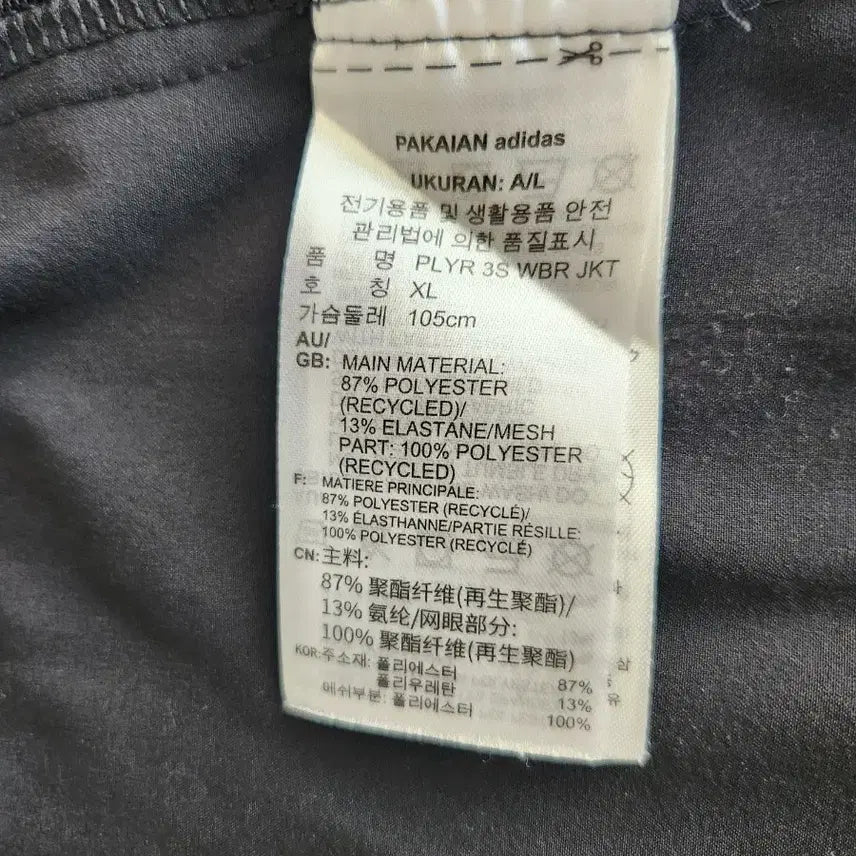 PAKAIAN adidas
UKURAN: A/L
전기용품 및 생활용품 안전
관리법에 의한 품질표시
품 명 PLYR 3S WBR JKT
호 칭 XL
가슴둘레 105cm
AU/
GB: MAIN MATERIAL:
87% POLYESTER
(RECYCLED)/
13% ELASTANE/MESH
PART: 100% POLYESTER
(RECYCLED)
F: MATIERE PRINCIPALE:
87% POLYESTER (RECYCLÉ)/
13% ÉLASTHANNE/PARTIE RÉSILLE:
100% POLYESTER (RECYCLÉ)
CN: 主料:
87% 聚酯纤维(再生聚酯)/
13% 氨纶/网眼部分:
100% 聚酯纤维(再生聚酯)
KOR: 주소재: 폴리에스터 87%
폴리우레탄 13%
메쉬부분: 폴리에스터 100%